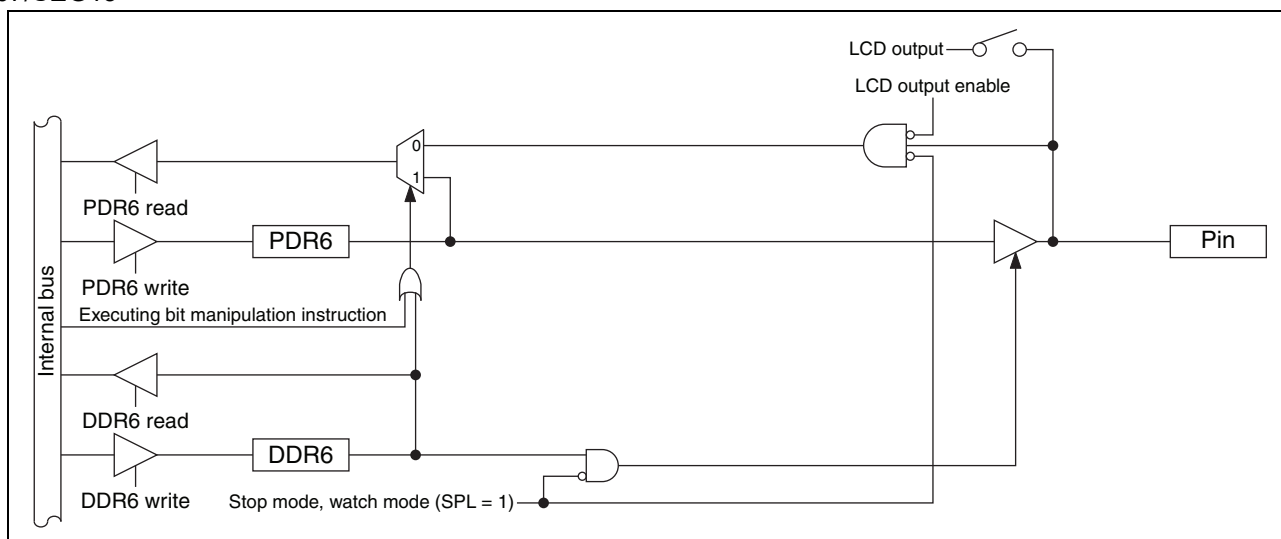 LCD output
LCD output enable
0
1
PDR6 read
PDR6
Pin
PDR6 write
Internal bus
Executing bit manipulation instruction
DDR6 read
DDR6
DDR6 write
Stop mode, watch mode (SPL = 1)